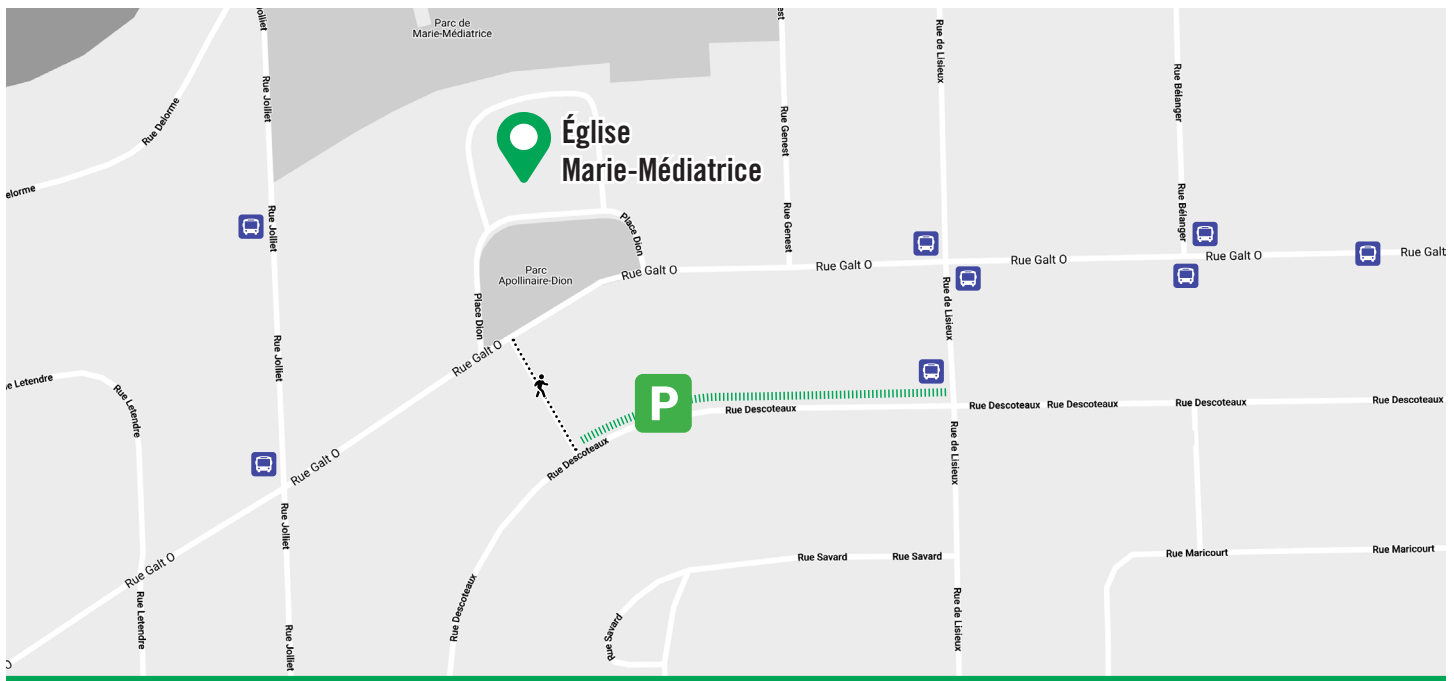 Parc de
Marie-Médiatrice
Rue Jolliet
Rue de Lisieux
Rue Delorme
Rue Jolliet
Rue Bélanger
Église
Marie-Médiatrice
Rue Genest
elorme
Rue Jolliet
Place Dion
Rue Genest
Rue Bélanger
Parc
Apollinaire-Dion
Rue Galt O
Rue Galt O
Rue Galt O
Rue Galt O
Rue Galt
Place Dion
Rue de Lisieux
Rue Galt O
Rue Jolliet
e Letendre
Rue Letendre
P
Rue Descoteaux
Rue Descoteaux
Rue Descoteaux
Rue Descoteaux
Rue Descoteaux
Rue Descoteaux
Rue de Lisieux
Rue Galt O
Rue Jolliet
Rue Galt O
Rue Savard
Rue Savard
Rue Maricourt
Rue Maricourt
Rue Letendre
Rue Descoteaux
Rue Savard
Rue de Lisieux
Rue Jolliet
O